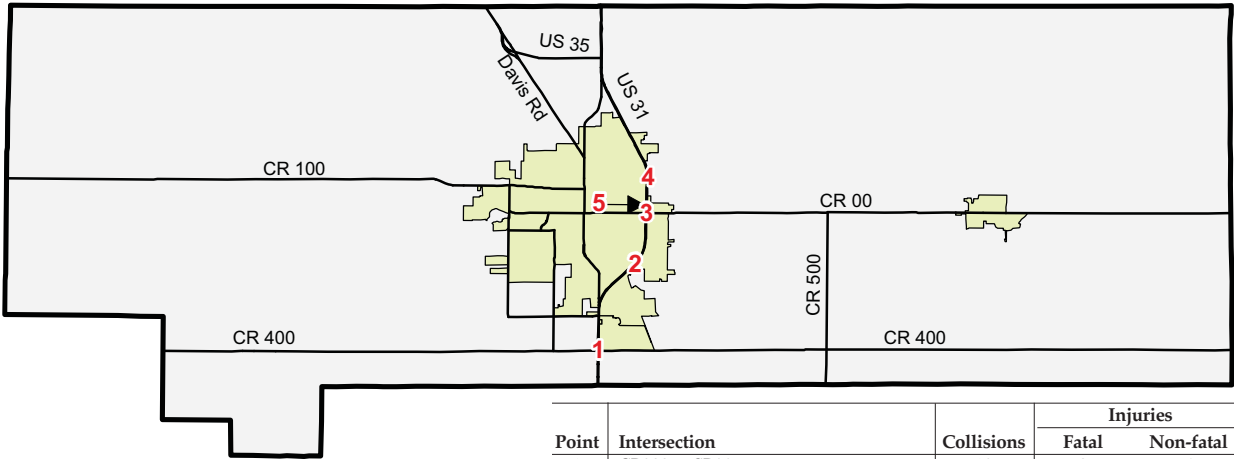 US 35
Davis Rd
US 31
CR 100
4
5
3
CR 00
2
CR 500
CR 400
1
CR 400
Injuries
Point Intersection Collisions Fatal Non-fatal